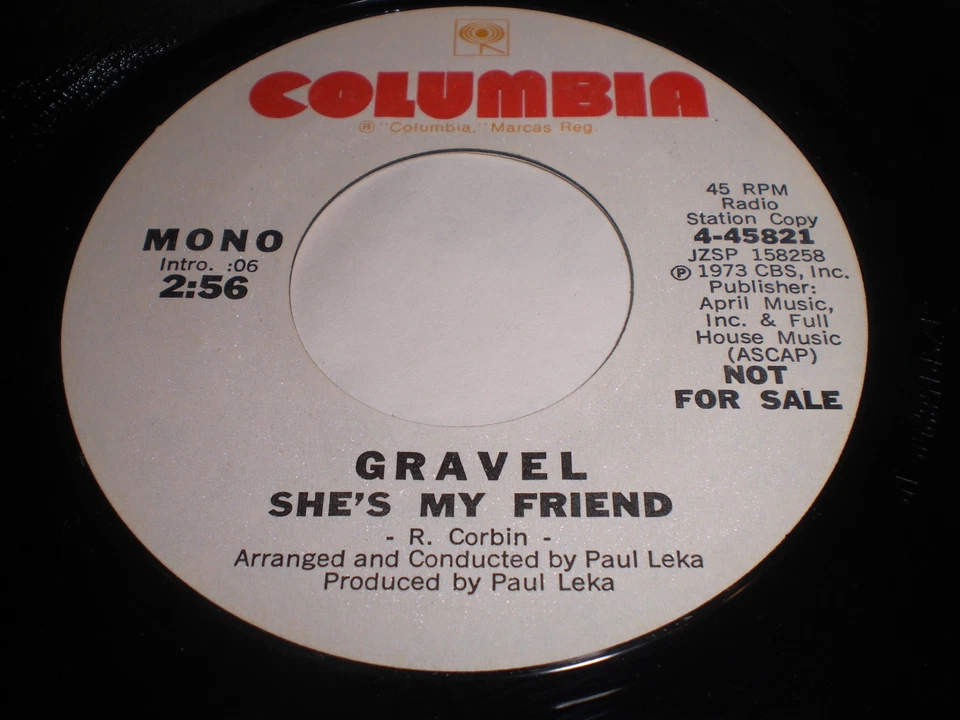 COLUMBIA
® "Columbia," Marcas Reg.
MONO
Intro. :06
2:56
45 RPM
Radio
Station Copy
4-45821
JZSP 158258
℗ 1973 CBS, Inc.
Publisher:
April Music,
Inc. & Full
House Music
(ASCAP)
NOT
FOR SALE
GRAVEL
SHE'S MY FRIEND
- R. Corbin -
Arranged and Conducted by Paul Leka
Produced by Paul Leka